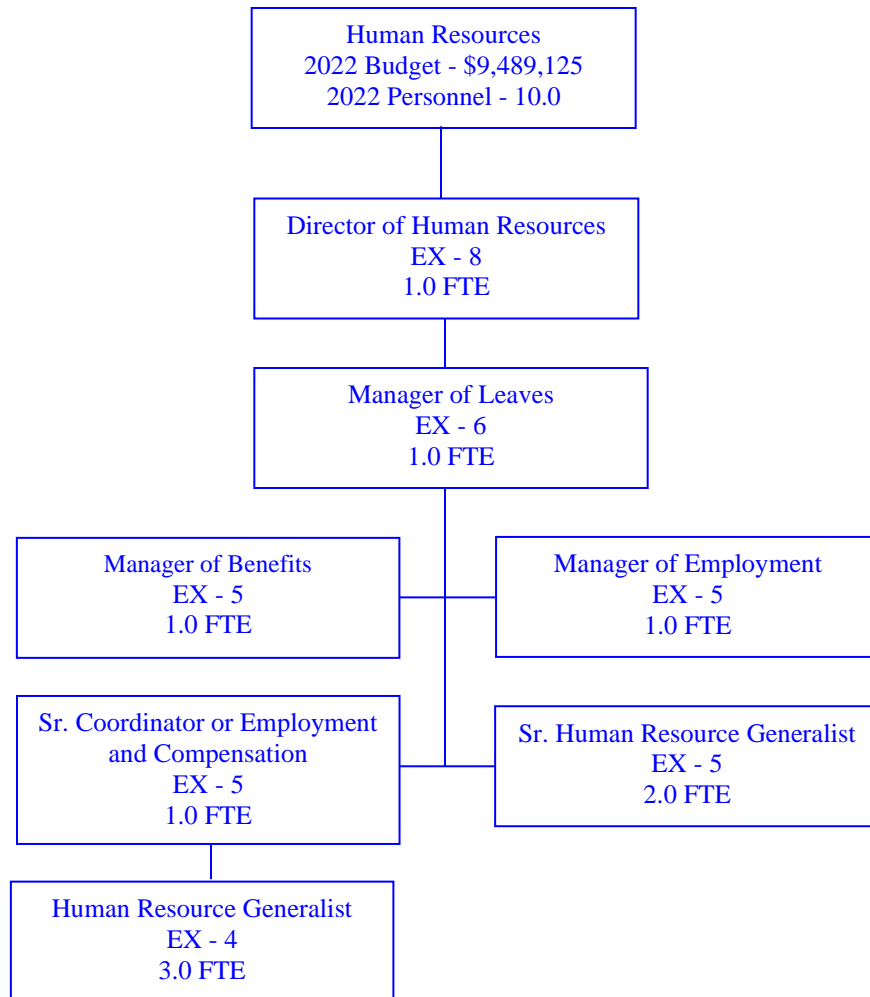 Human Resources
2022 Budget - $9,489,125
2022 Personnel - 10.0
Director of Human Resources
EX - 8
1.0 FTE
Manager of Leaves
EX - 6
1.0 FTE
Manager of Benefits
EX - 5
1.0 FTE
Manager of Employment
EX - 5
1.0 FTE
Sr. Coordinator or Employment
and Compensation
EX - 5
1.0 FTE
Sr. Human Resource Generalist
EX - 5
2.0 FTE
Human Resource Generalist
EX - 4
3.0 FTE